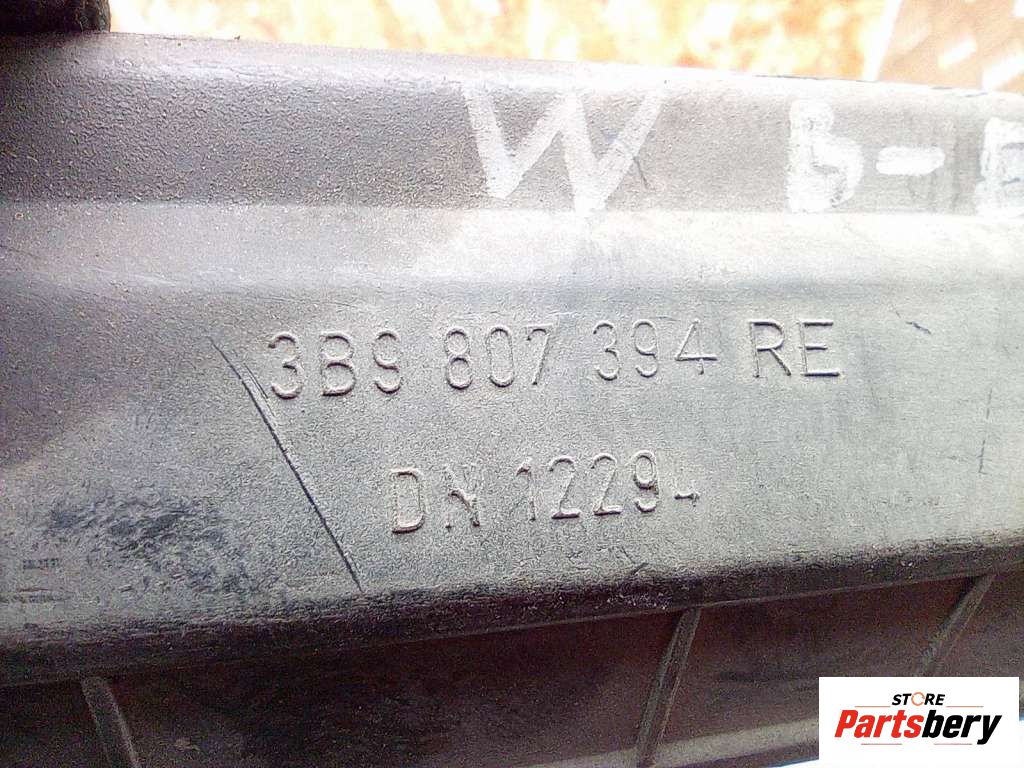 W
3B9 807 394 RE
DN 12294
STORE
Partsbery